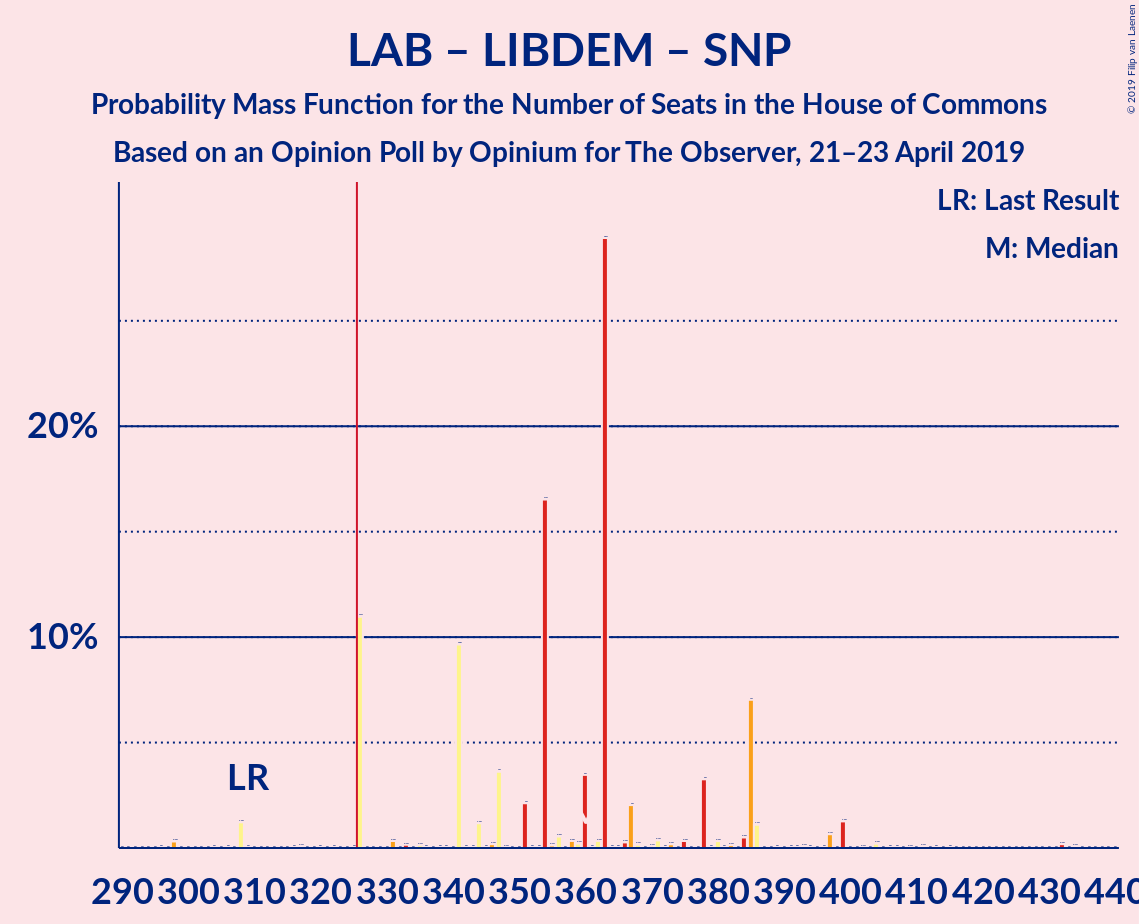 LAB – LIBDEM – SNP
Probability Mass Function for the Number of Seats in the House of Commons
Based on an Opinion Poll by Opinium for The Observer, 21–23 April 2019
© 2019 Filip van Laenen
LR: Last Result
M: Median
20%
10%
LR
290 300 310 320 330 340 350 360 370 380 390 400 410 420 430 440